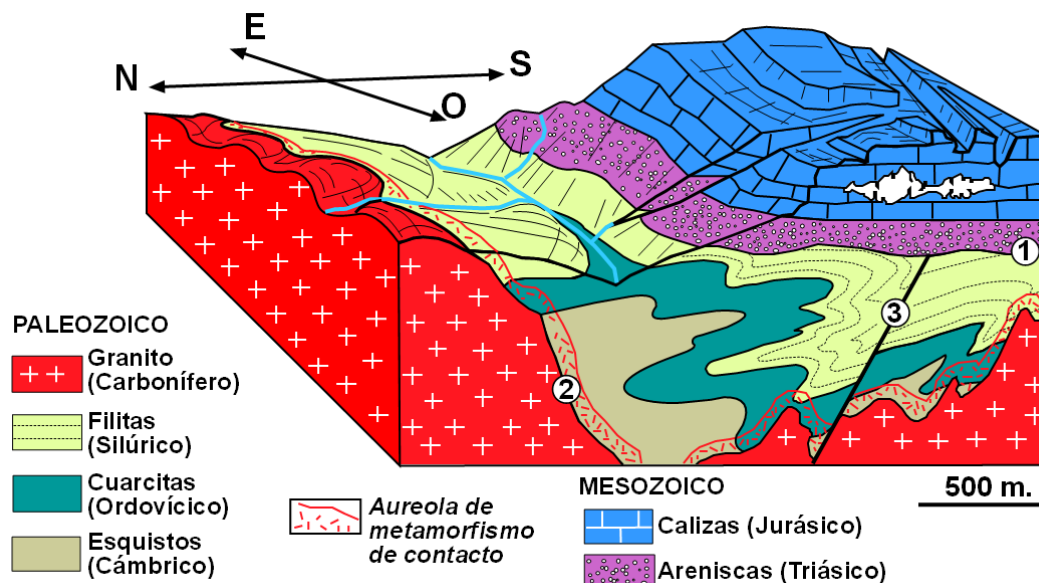 E
N
S
O
1
3
2
PALEOZOICO
Granito
(Carbonífero)
Filitas
(Silúrico)
Cuarcitas
(Ordovícico)
Esquistos
(Cámbrico)
Aureola de
metamorfismo
de contacto
500 m.
MESOZOICO
Calizas (Jurásico)
Areniscas (Triásico)